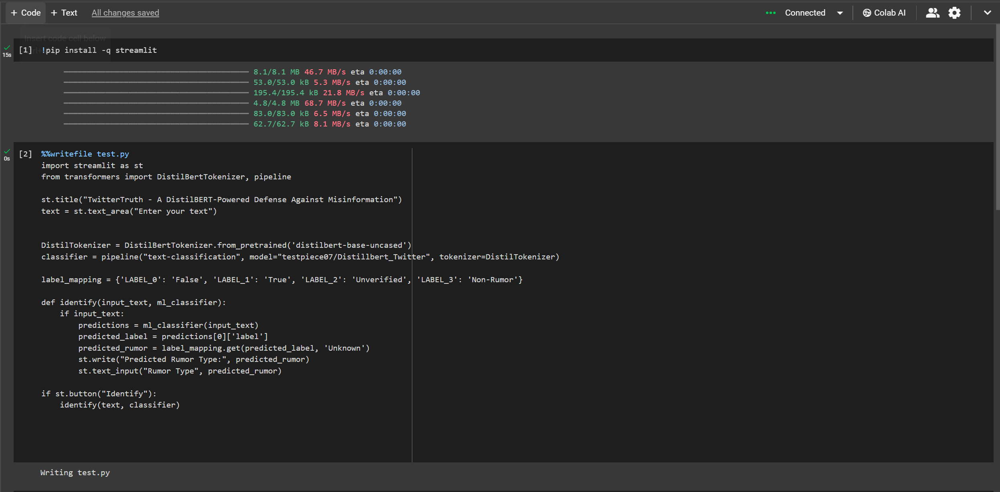 + Code + Text All changes saved
Connected Colab AI
Insert code cell below
15s [1] !pip install -q streamlit
8.1/8.1 MB 46.7 MB/s eta 0:00:00
53.0/53.0 kB 5.3 MB/s eta 0:00:00
195.4/195.4 kB 21.8 MB/s eta 0:00:00
4.8/4.8 MB 68.7 MB/s eta 0:00:00
83.0/83.0 kB 6.5 MB/s eta 0:00:00
62.7/62.7 kB 8.1 MB/s eta 0:00:00
0s [2] %%writefile test.py
import streamlit as st
from transformers import DistilBertTokenizer, pipeline
st.title("TwitterTruth - A DistilBERT-Powered Defense Against Misinformation")
text = st.text_area("Enter your text")
DistilTokenizer = DistilBertTokenizer.from_pretrained('distilbert-base-uncased')
classifier = pipeline("text-classification", model="testpiece07/Distillbert_Twitter", tokenizer=DistilTokenizer)
label_mapping = {'LABEL_0': 'False', 'LABEL_1': 'True', 'LABEL_2': 'Unverified', 'LABEL_3': 'Non-Rumor'}
def identify(input_text, ml_classifier):
    if input_text:
        predictions = ml_classifier(input_text)
        predicted_label = predictions[0]['label']
        predicted_rumor = label_mapping.get(predicted_label, 'Unknown')
        st.write("Predicted Rumor Type:", predicted_rumor)
        st.text_input("Rumor Type", predicted_rumor)
if st.button("Identify"):
    identify(text, classifier)
Writing test.py